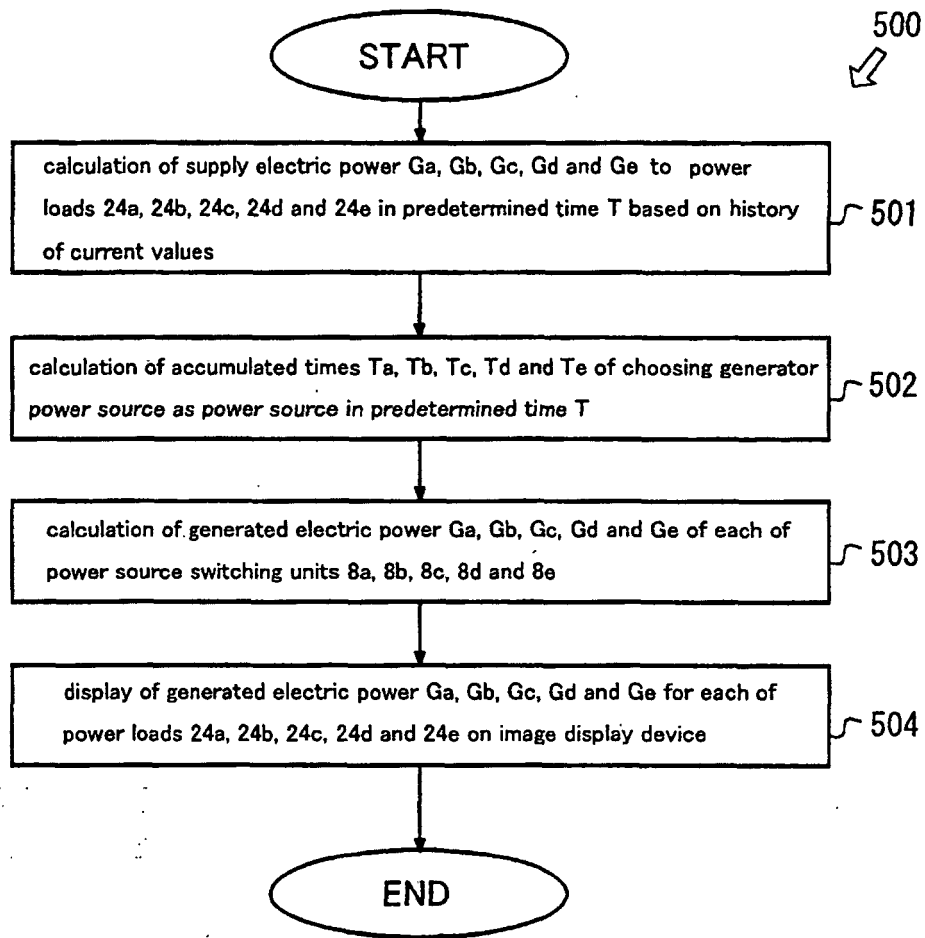 500
START
calculation of supply electric power Ga, Gb, Gc, Gd and Ge to power
loads 24a, 24b, 24c, 24d and 24e in predetermined time T based on history
of current values
501
calculation of accumulated times Ta, Tb, Tc, Td and Te of choosing generator
power source as power source in predetermined time T
502
calculation of generated electric power Ga, Gb, Gc, Gd and Ge of each of
power source switching units 8a, 8b, 8c, 8d and 8e
503
display of generated electric power Ga, Gb, Gc, Gd and Ge for each of
power loads 24a, 24b, 24c, 24d and 24e on image display device
504
END